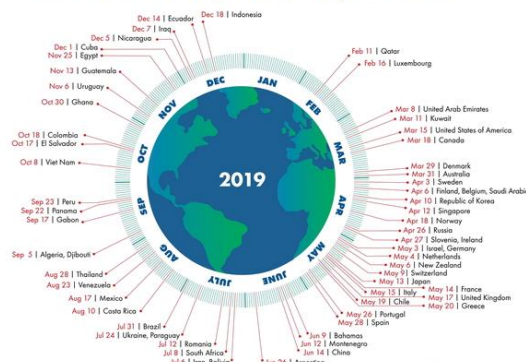 Dec 18 | Indonesia
Dec 14 | Ecuador
Dec 7 | Iraq
Dec 5 | Nicaragua
Dec 1 | Cuba
Nov 25 | Egypt
Nov 13 | Guatemala
Nov 6 | Uruguay
Oct 30 | Ghana
Oct 18 | Colombia
Oct 17 | El Salvador
Oct 8 | Viet Nam
Sep 23 | Peru
Sep 22 | Panama
Sep 17 | Gabon
Sep 5 | Algeria, Djibouti
Aug 28 | Thailand
Aug 23 | Venezuela
Aug 17 | Mexico
Aug 10 | Costa Rica
Jul 31 | Brazil
Jul 24 | Ukraine, Paraguay
Jul 12 | Romania
Jul 8 | South Africa
JAN
FEB
MAR
APR
MAY
JUNE
JULY
AUG
SEP
OCT
NOV
DEC
2019
Feb 11 | Qatar
Feb 16 | Luxembourg
Mar 8 | United Arab Emirates
Mar 11 | Kuwait
Mar 15 | United States of America
Mar 18 | Canada
Mar 29 | Denmark
Mar 31 | Australia
Apr 3 | Sweden
Apr 6 | Finland, Belgium, Saudi Arabia
Apr 10 | Republic of Korea
Apr 12 | Singapore
Apr 18 | Norway
Apr 26 | Russia
Apr 27 | Slovenia, Ireland
May 3 | Israel, Germany
May 4 | Netherlands
May 6 | New Zealand
May 9 | Switzerland
May 13 | Japan
May 14 | France
May 15 | Italy
May 17 | United Kingdom
May 19 | Chile
May 20 | Greece
May 26 | Portugal
May 28 | Spain
Jun 9 | Bahamas
Jun 12 | Montenegro
Jun 14 | China